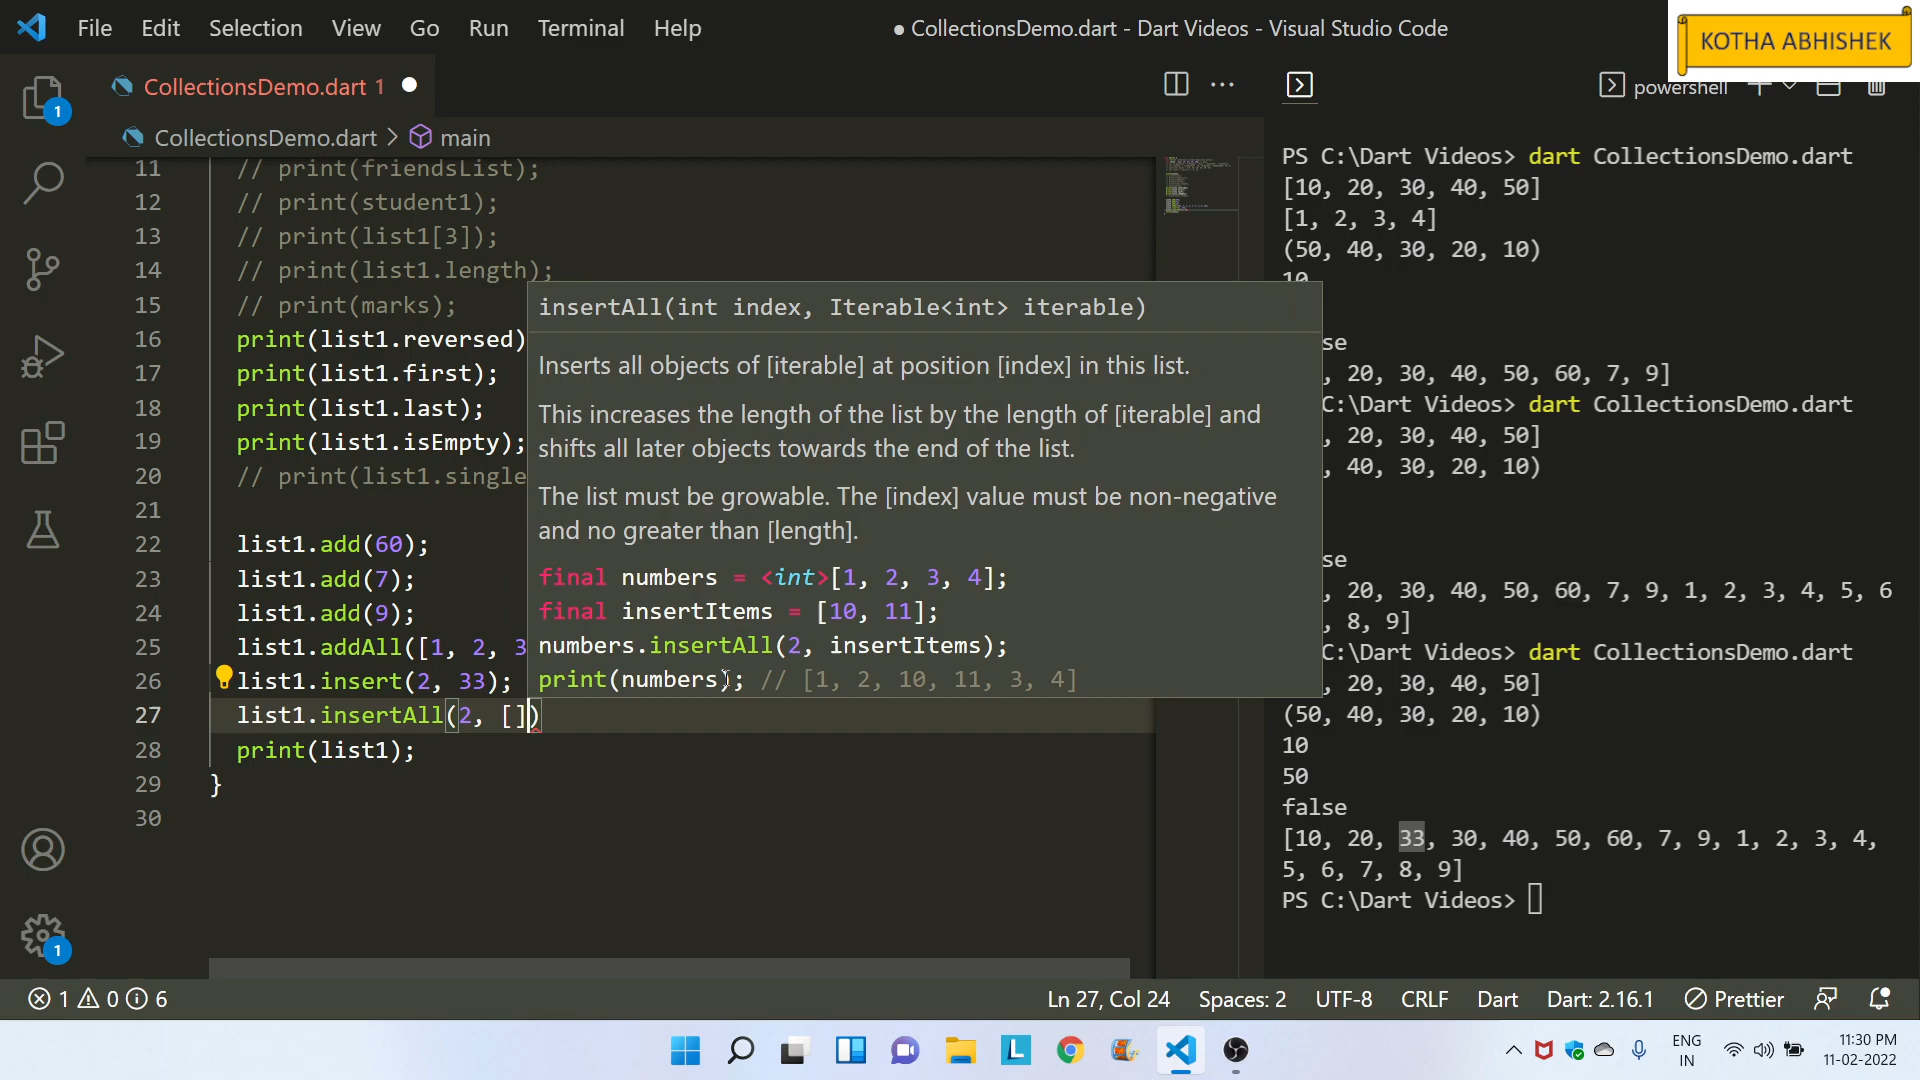 File Edit Selection View Go Run Terminal Help
● CollectionsDemo.dart - Dart Videos - Visual Studio Code
KOTHA ABHISHEK
CollectionsDemo.dart 1
CollectionsDemo.dart > main
11 // print(friendsList);
12 // print(student1);
13 // print(list1[3]);
14 // print(list1.length);
15 // print(marks);
16 print(list1.reversed)
17 print(list1.first);
18 print(list1.last);
19 print(list1.isEmpty);
20 // print(list1.single
21
22 list1.add(60);
23 list1.add(7);
24 list1.add(9);
25 list1.addAll([1, 2, 3
26 list1.insert(2, 33);
27 list1.insertAll(2, [])
28 print(list1);
29 }
30
insertAll(int index, Iterable<int> iterable)
Inserts all objects of [iterable] at position [index] in this list.
This increases the length of the list by the length of [iterable] and
shifts all later objects towards the end of the list.
The list must be growable. The [index] value must be non-negative
and no greater than [length].
final numbers = <int>[1, 2, 3, 4];
final insertItems = [10, 11];
numbers.insertAll(2, insertItems);
print(numbers); // [1, 2, 10, 11, 3, 4]
powershell
PS C:\Dart Videos> dart CollectionsDemo.dart
[10, 20, 30, 40, 50]
[1, 2, 3, 4]
(50, 40, 30, 20, 10)
10
se
, 20, 30, 40, 50, 60, 7, 9]
C:\Dart Videos> dart CollectionsDemo.dart
, 20, 30, 40, 50]
, 40, 30, 20, 10)
se
, 20, 30, 40, 50, 60, 7, 9, 1, 2, 3, 4, 5, 6
, 8, 9]
C:\Dart Videos> dart CollectionsDemo.dart
, 20, 30, 40, 50]
(50, 40, 30, 20, 10)
10
50
false
[10, 20, 33, 30, 40, 50, 60, 7, 9, 1, 2, 3, 4,
5, 6, 7, 8, 9]
PS C:\Dart Videos>
1
1
1 0 6
Ln 27, Col 24 Spaces: 2 UTF-8 CRLF Dart Dart: 2.16.1 Prettier
L
ENG
IN
11:30 PM
11-02-2022